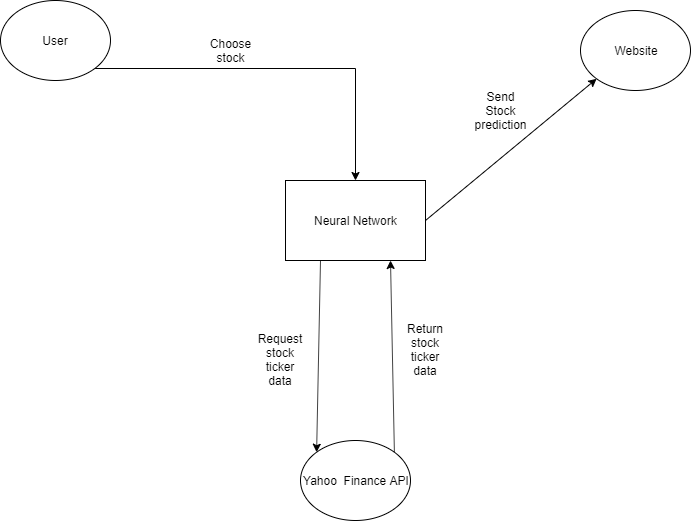 User
Choose
stock
Website
Send
Stock
prediction
Neural Network
Request
stock
ticker
data
Return
stock
ticker
data
Yahoo  Finance API